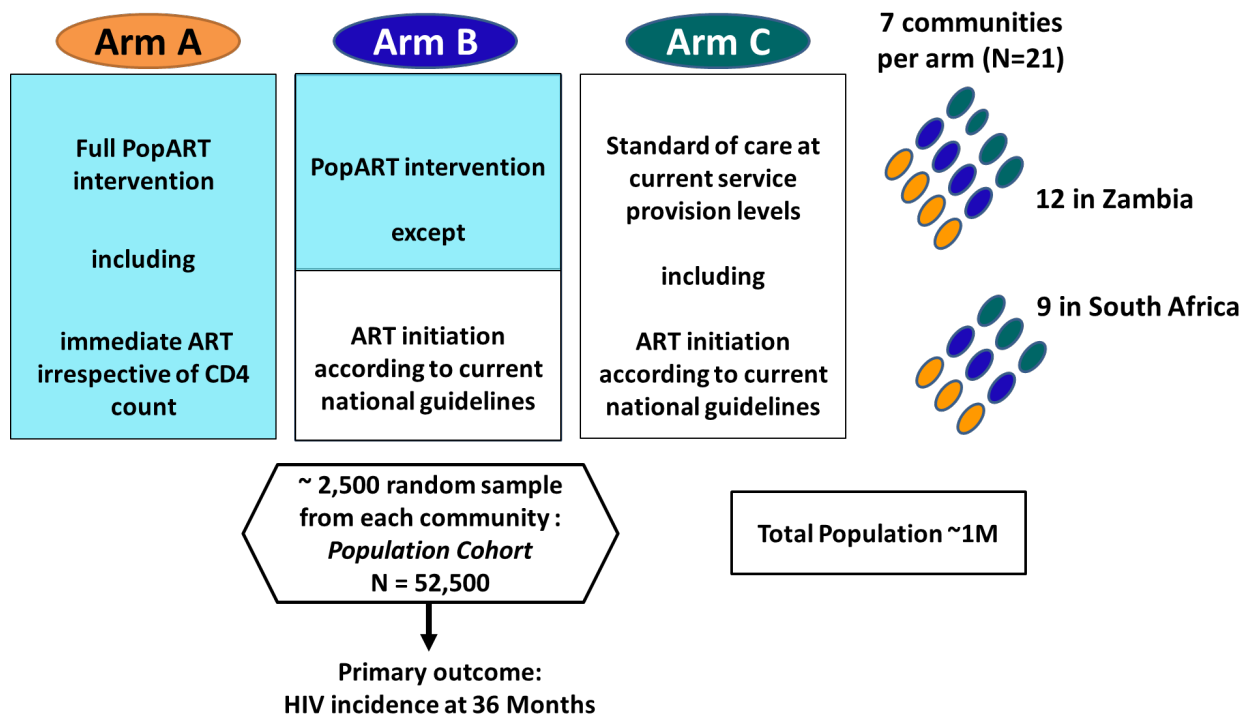 Arm A
Full PopART
intervention
including
immediate ART
irrespective of CD4
count
Arm B
PopART intervention
except
ART initiation
according to current
national guidelines
Arm C
Standard of care at
current service
provision levels
including
ART initiation
according to current
national guidelines
7 communities
per arm (N=21)
12 in Zambia
9 in South Africa
~ 2,500 random sample
from each community :
Population Cohort
N = 52,500
Total Population ~1M
Primary outcome:
HIV incidence at 36 Months